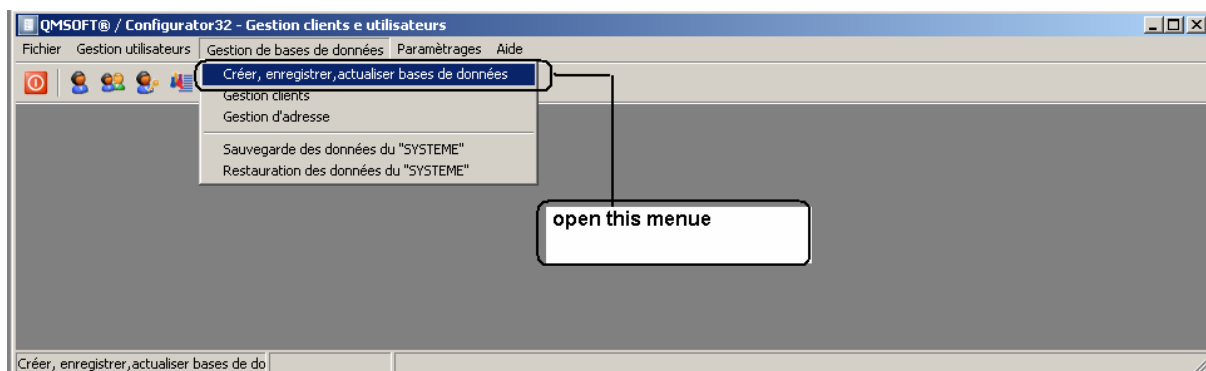 QMSOFT® / Configurator32 - Gestion clients e utilisateurs
Fichier Gestion utilisateurs Gestion de bases de données Paramètrages Aide
Créer, enregistrer,actualiser bases de données
Gestion clients
Gestion d'adresse
Sauvegarde des données du "SYSTEME"
Restauration des données du "SYSTEME"
open this menue
Créer, enregistrer,actualiser bases de do